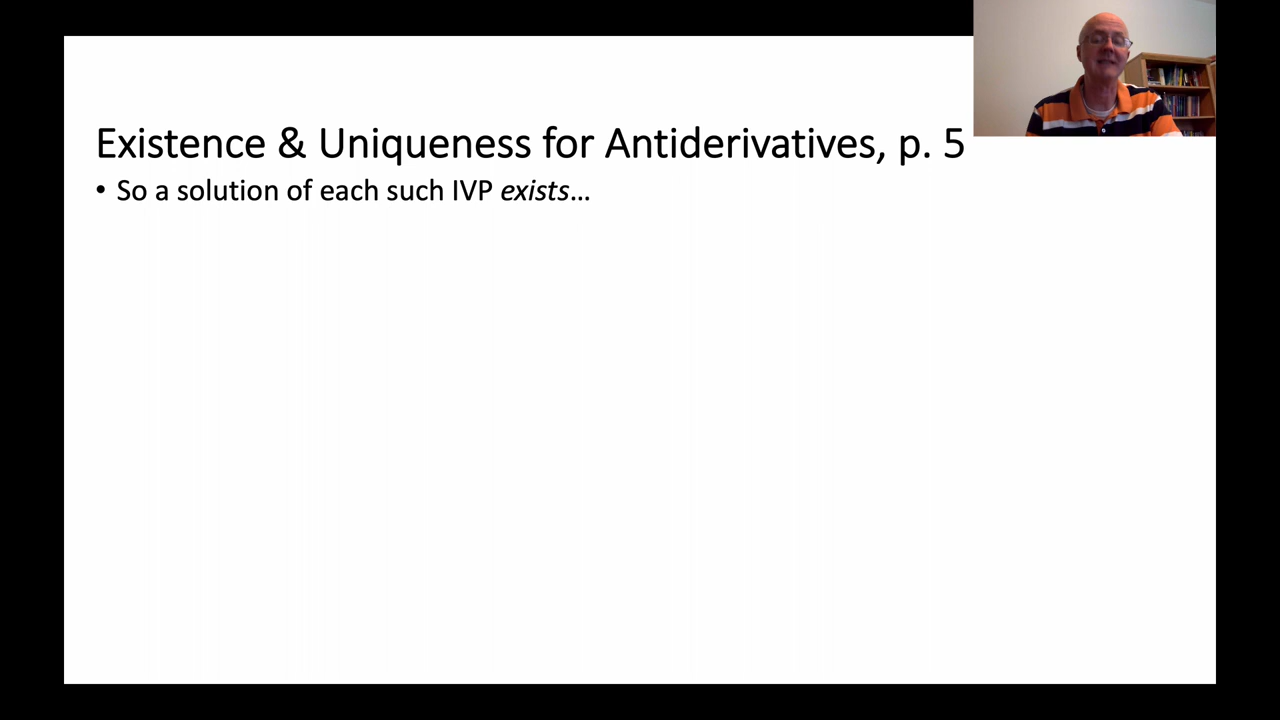 Existence & Uniqueness for Antiderivatives, p. 5
• So a solution of each such IVP exists…